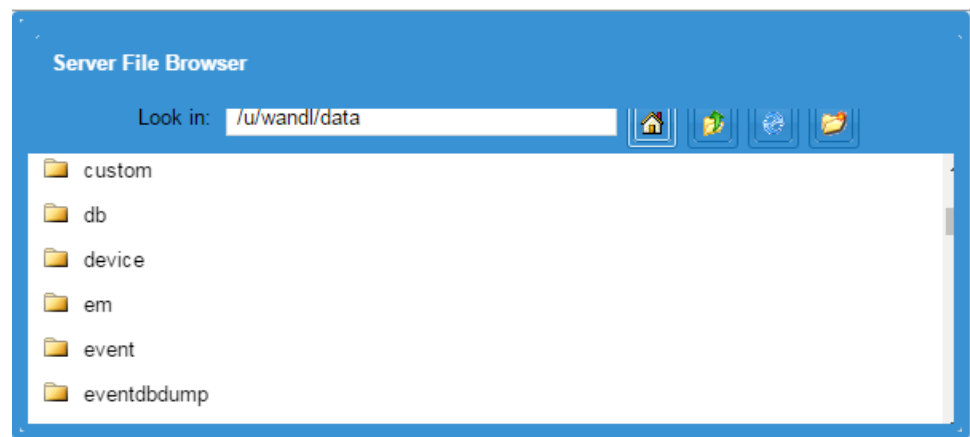 Server File Browser
Look in: /u/wandl/data
custom
db
device
em
event
eventdbdump